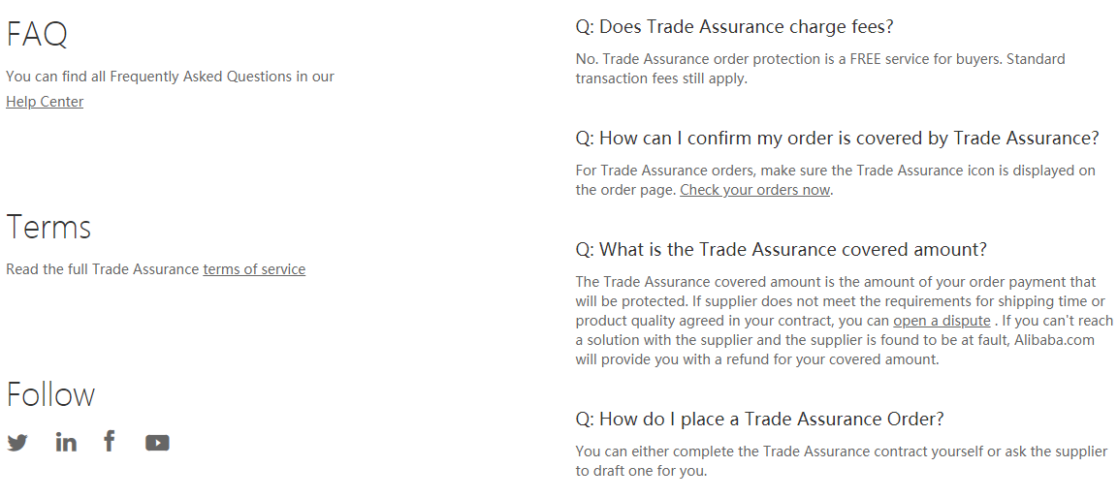 FAQ
You can find all Frequently Asked Questions in our
Help Center
Terms
Read the full Trade Assurance terms of service
Follow
Q: Does Trade Assurance charge fees?
No. Trade Assurance order protection is a FREE service for buyers. Standard
transaction fees still apply.
Q: How can I confirm my order is covered by Trade Assurance?
For Trade Assurance orders, make sure the Trade Assurance icon is displayed on
the order page. Check your orders now.
Q: What is the Trade Assurance covered amount?
The Trade Assurance covered amount is the amount of your order payment that
will be protected. If supplier does not meet the requirements for shipping time or
product quality agreed in your contract, you can open a dispute . If you can't reach
a solution with the supplier and the supplier is found to be at fault, Alibaba.com
will provide you with a refund for your covered amount.
Q: How do I place a Trade Assurance Order?
You can either complete the Trade Assurance contract yourself or ask the supplier
to draft one for you.